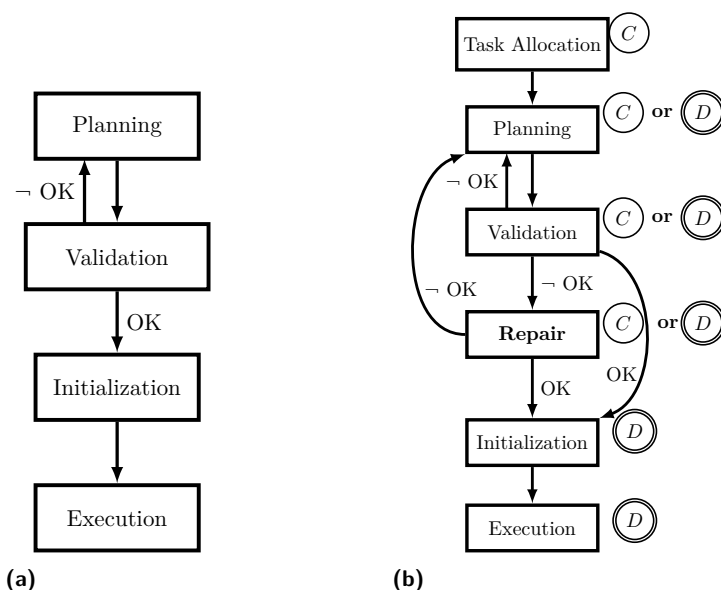 Planning
¬ OK
Validation
OK
Initialization
Execution
(a)
Task Allocation C
Planning C or D
¬ OK
Validation C or D
¬ OK ¬ OK
Repair C or D
OK OK
Initialization D
Execution D
(b)